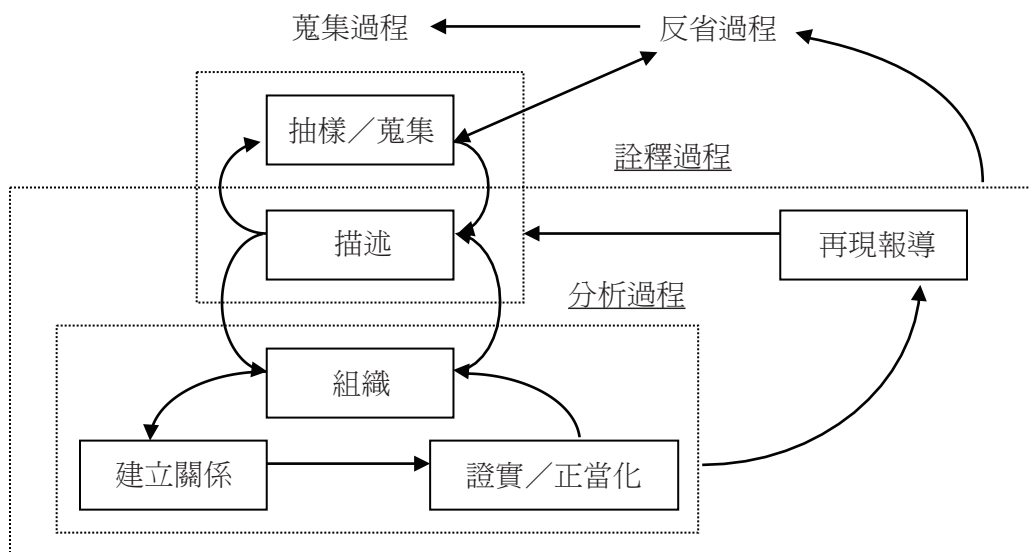 蒐集過程
反省過程
抽樣／蒐集
詮釋過程
描述
再現報導
分析過程
組織
建立關係
證實／正當化